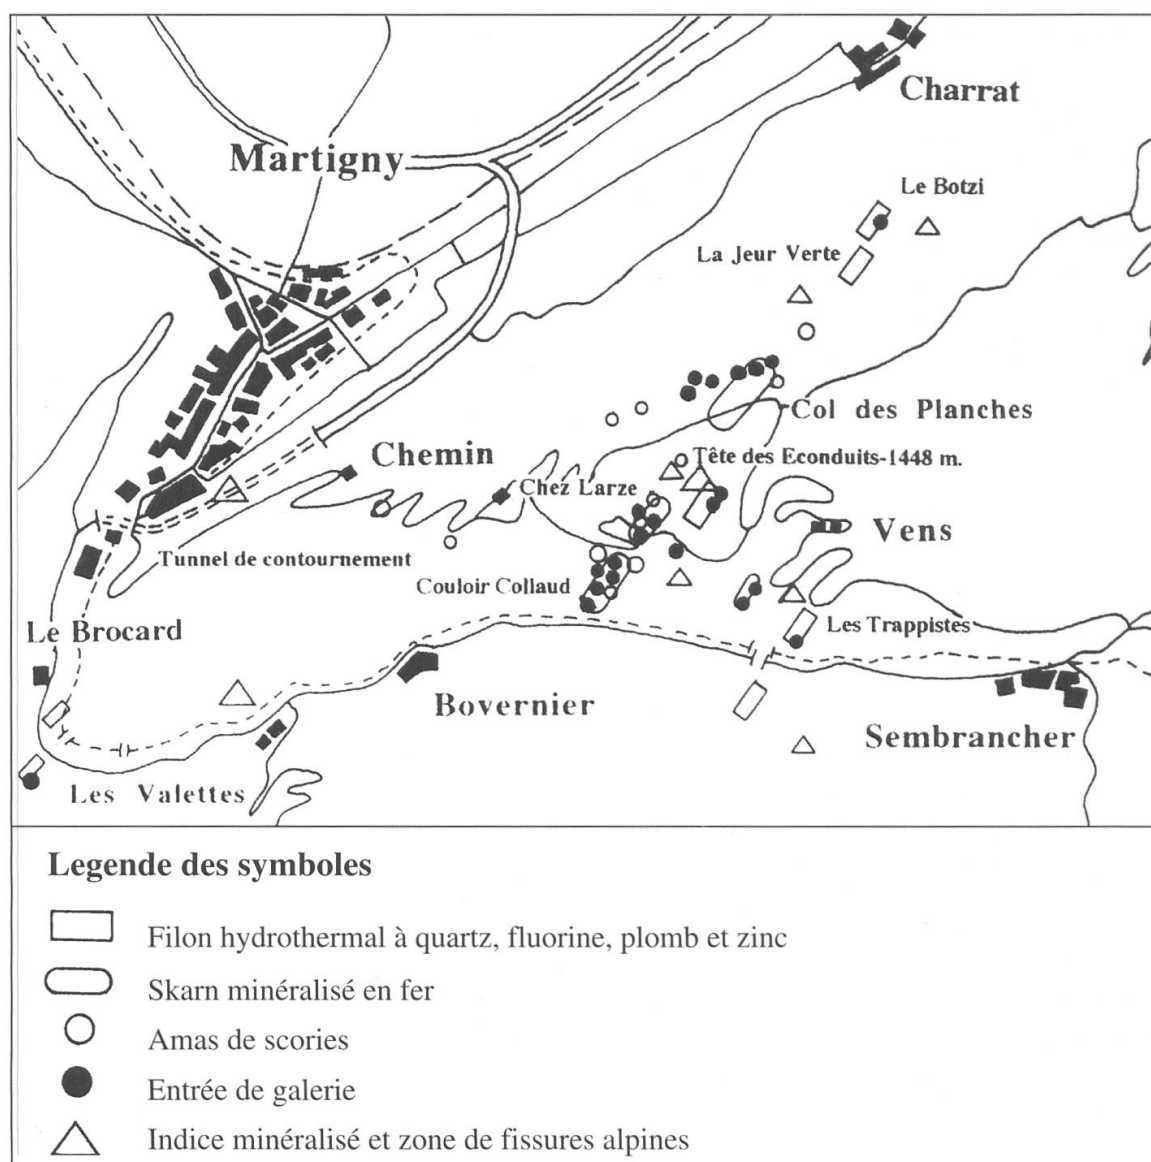 Charrat
Martigny
Le Botzi
La Jeur Verte
Col des Planches
Chemin
Tête des Econduits-1448 m.
Chez Larze
Vens
Tunnel de contournement
Couloir Collaud
Le Brocard
Les Trappistes
Bovernier
Sembrancher
Les Valettes
Legende des symboles
Filon hydrothermal à quartz, fluorine, plomb et zinc
Skarn minéralisé en fer
Amas de scories
Entrée de galerie
Indice minéralisé et zone de fissures alpines